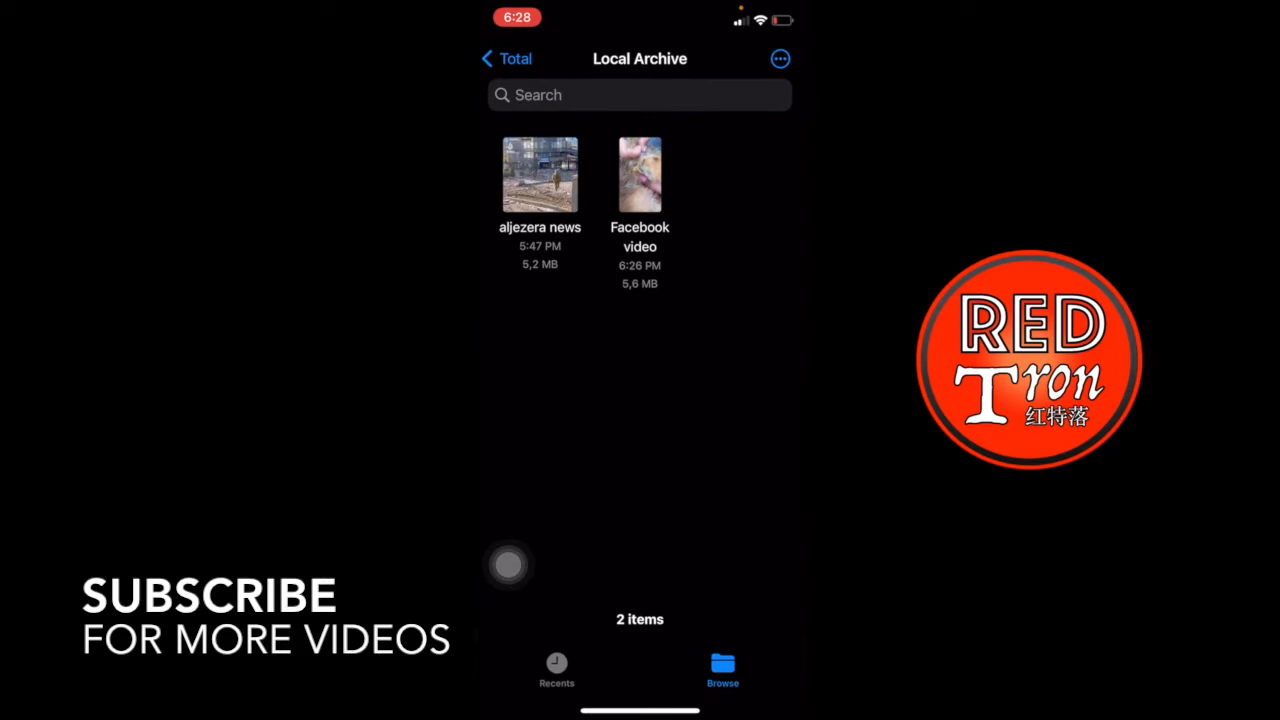 6:28
Total
Local Archive
Search
aljezera news
5:47 PM
5,2 MB
Facebook
video
6:26 PM
5,6 MB
RED
Tron
红特落
SUBSCRIBE
FOR MORE VIDEOS
2 items
Recents
Browse